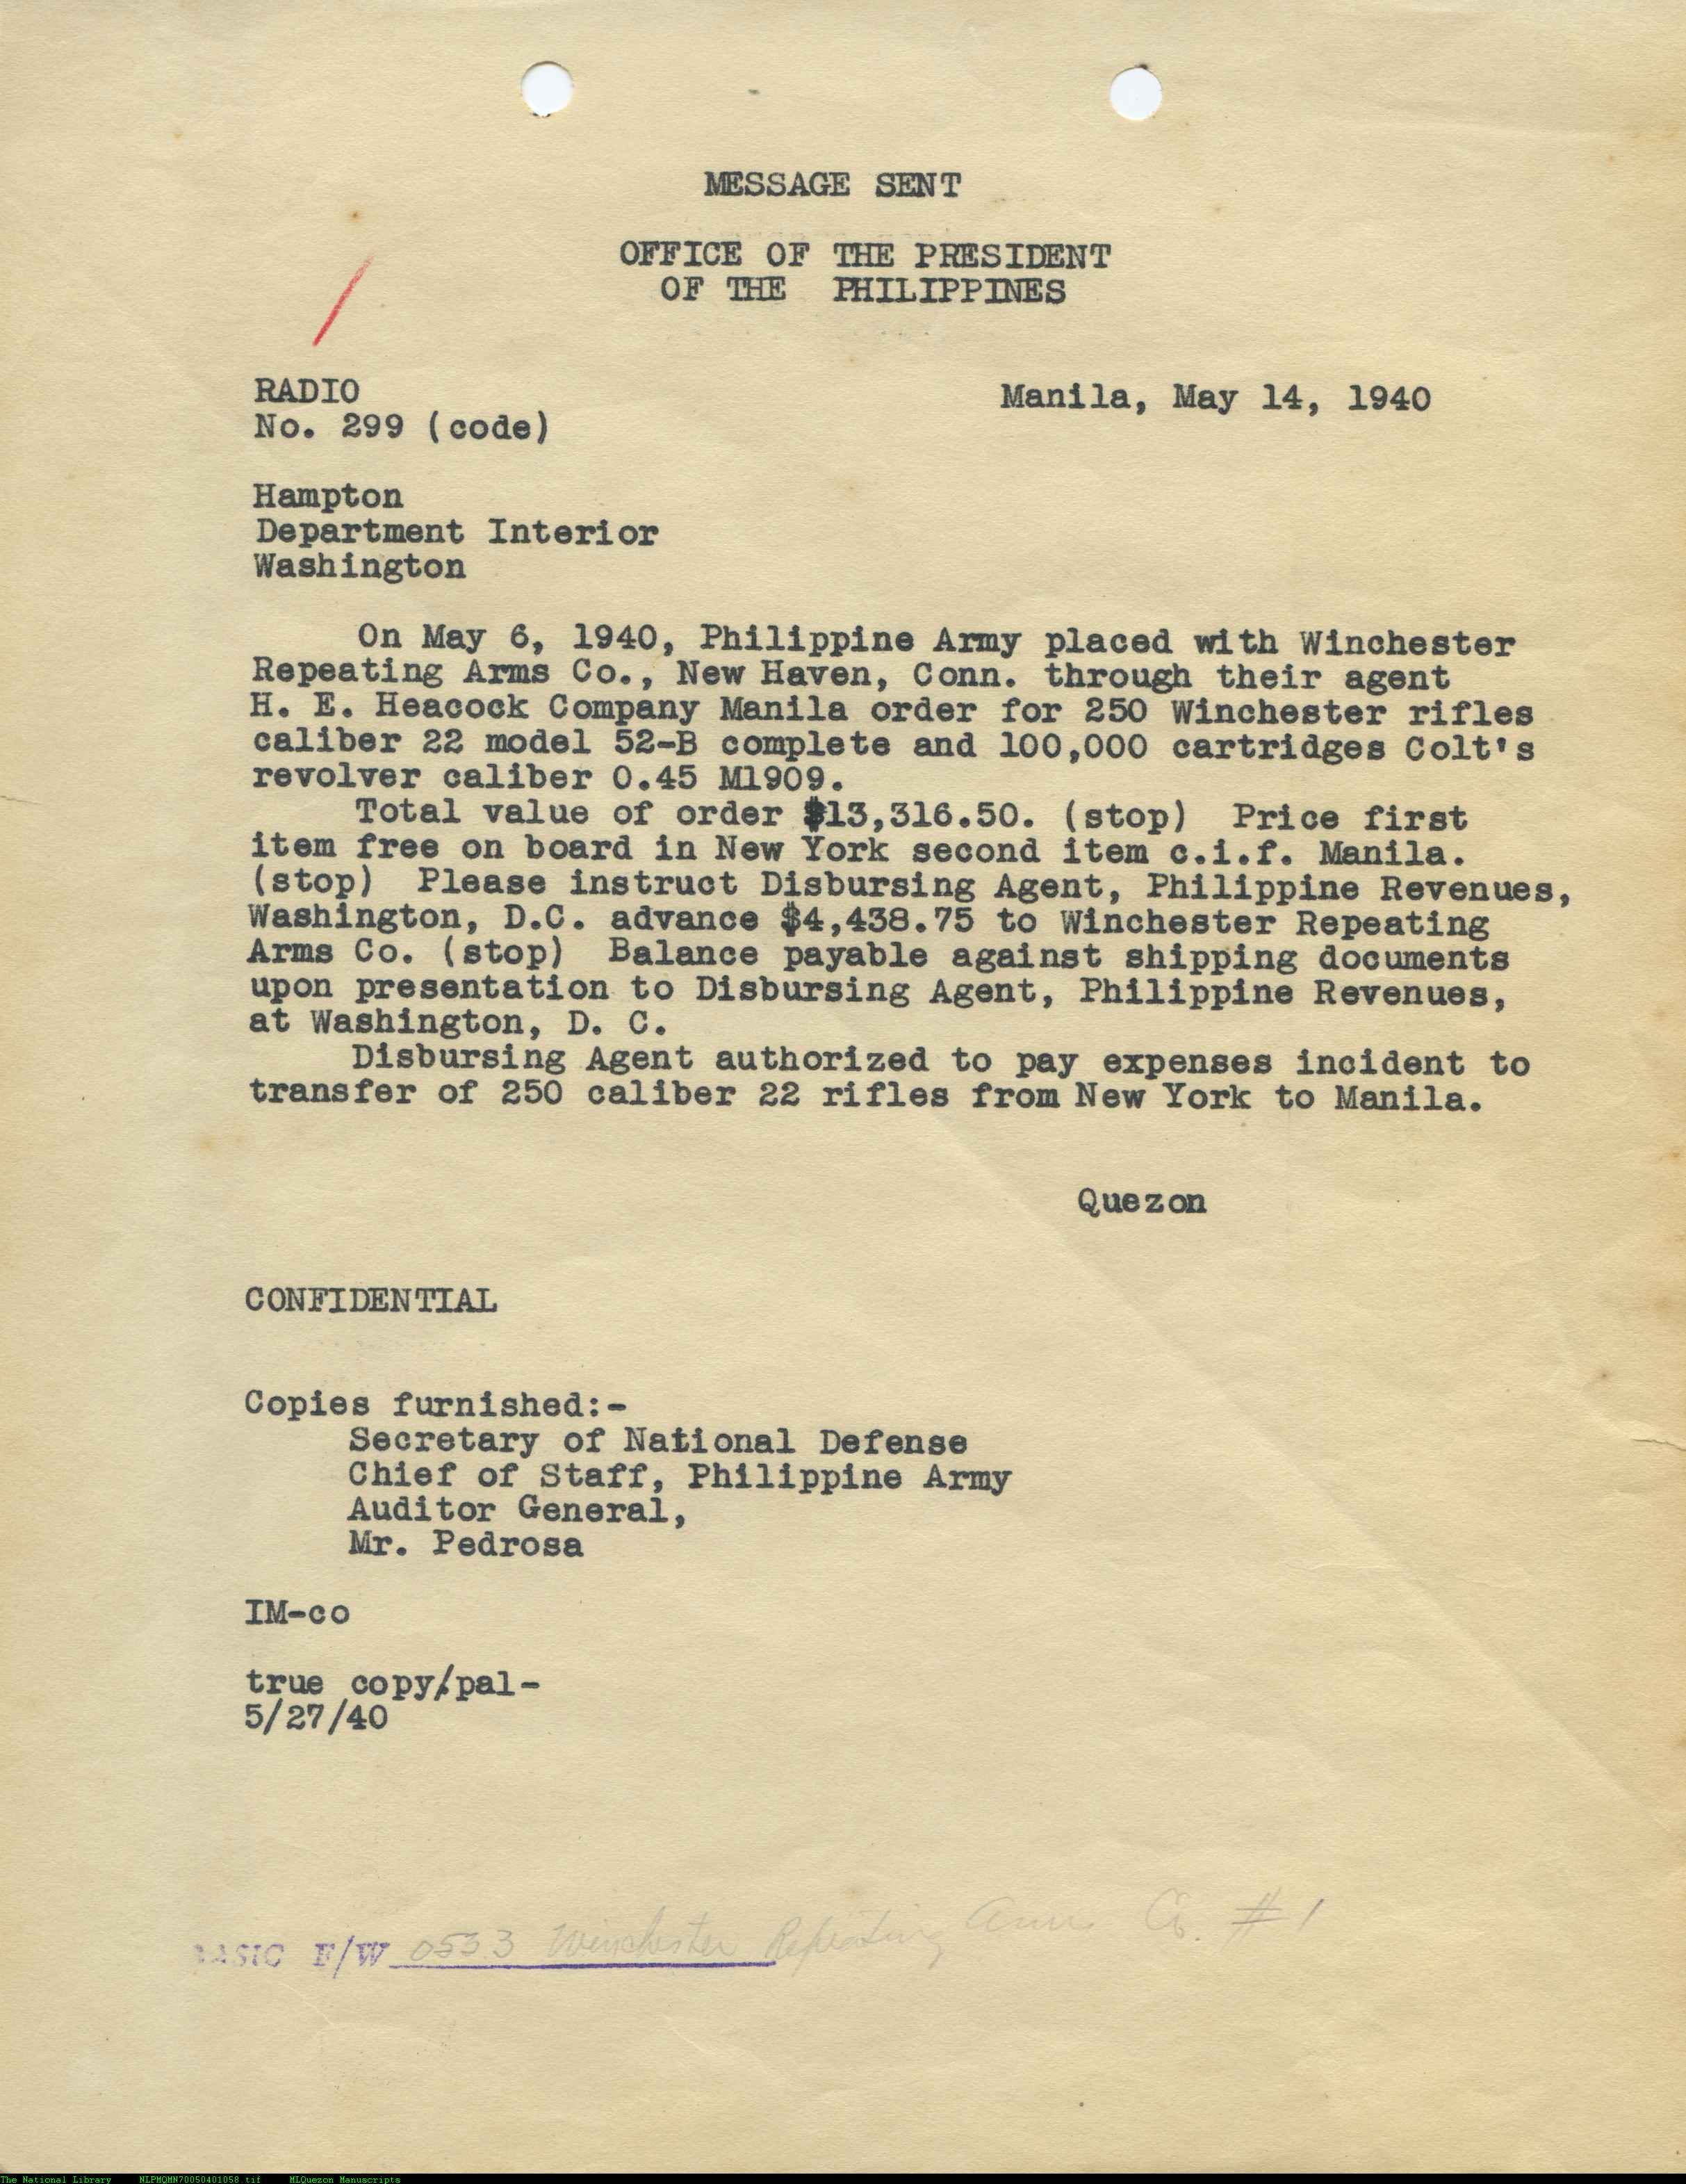 MESSAGE SENT
OFFICE OF THE PRESIDENT
OF THE PHILIPPINES
RADIO
No. 299 (code)
Manila, May 14, 1940
Hampton
Department Interior
Washington
On May 6, 1940, Philippine Army placed with Winchester
Repeating Arms Co., New Haven, Conn. through their agent
H. E. Heacock Company Manila order for 250 Winchester rifles
caliber 22 model 52-B complete and 100,000 cartridges Colt's
revolver caliber 0.45 M1909.
Total value of order $13,316.50. (stop) Price first
item free on board in New York second item c.i.f. Manila.
(stop) Please instruct Disbursing Agent, Philippine Revenues,
Washington, D.C. advance $4,438.75 to Winchester Repeating
Arms Co. (stop) Balance payable against shipping documents
upon presentation to Disbursing Agent, Philippine Revenues,
at Washington, D. C.
Disbursing Agent authorized to pay expenses incident to
transfer of 250 caliber 22 rifles from New York to Manila.
Quezon
CONFIDENTIAL
Copies furnished:-
Secretary of National Defense
Chief of Staff, Philippine Army
Auditor General,
Mr. Pedrosa
IM-co
true copy/pal-
5/27/40
BASIC F/W 0533 Winchester Repeating Arms Co. #1
The National Library NLPMQMN70050401058.tif MLQuezon Manuscripts